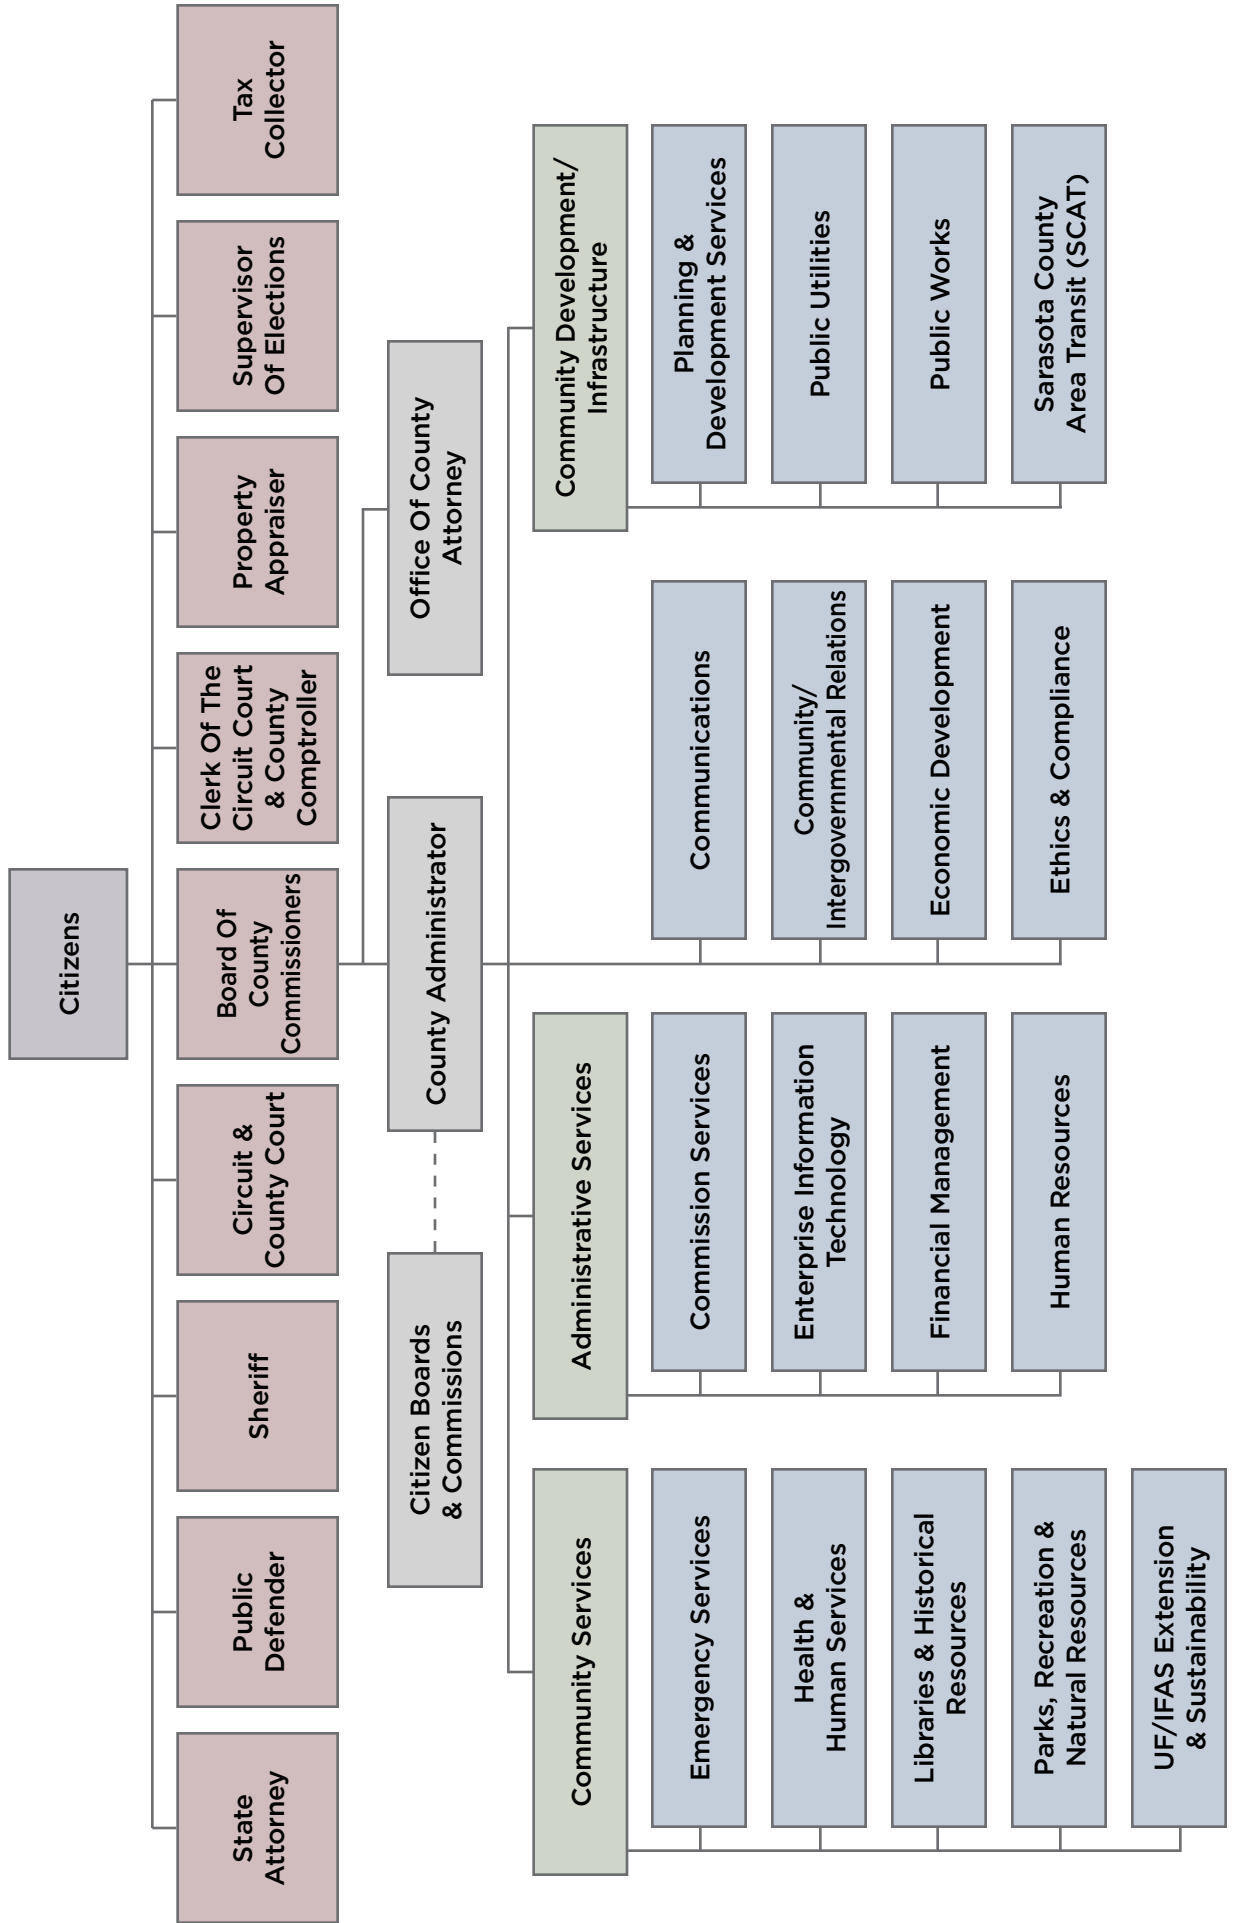 Citizens
State
Attorney
Public
Defender
Sheriff
Circuit &
County Court
Board Of
County
Commissioners
Clerk Of The
Circuit Court
& County
Comptroller
Property
Appraiser
Supervisor
Of Elections
Tax
Collector
Citizen Boards
& Commissions
County Administrator
Office Of County
Attorney
Community Services
Emergency Services
Health &
Human Services
Libraries & Historical
Resources
Parks, Recreation &
Natural Resources
UF/IFAS Extension
& Sustainability
Administrative Services
Commission Services
Enterprise Information
Technology
Financial Management
Human Resources
Communications
Community/
Intergovernmental Relations
Economic Development
Ethics & Compliance
Community Development/
Infrastructure
Planning &
Development Services
Public Utilities
Public Works
Sarasota County
Area Transit (SCAT)